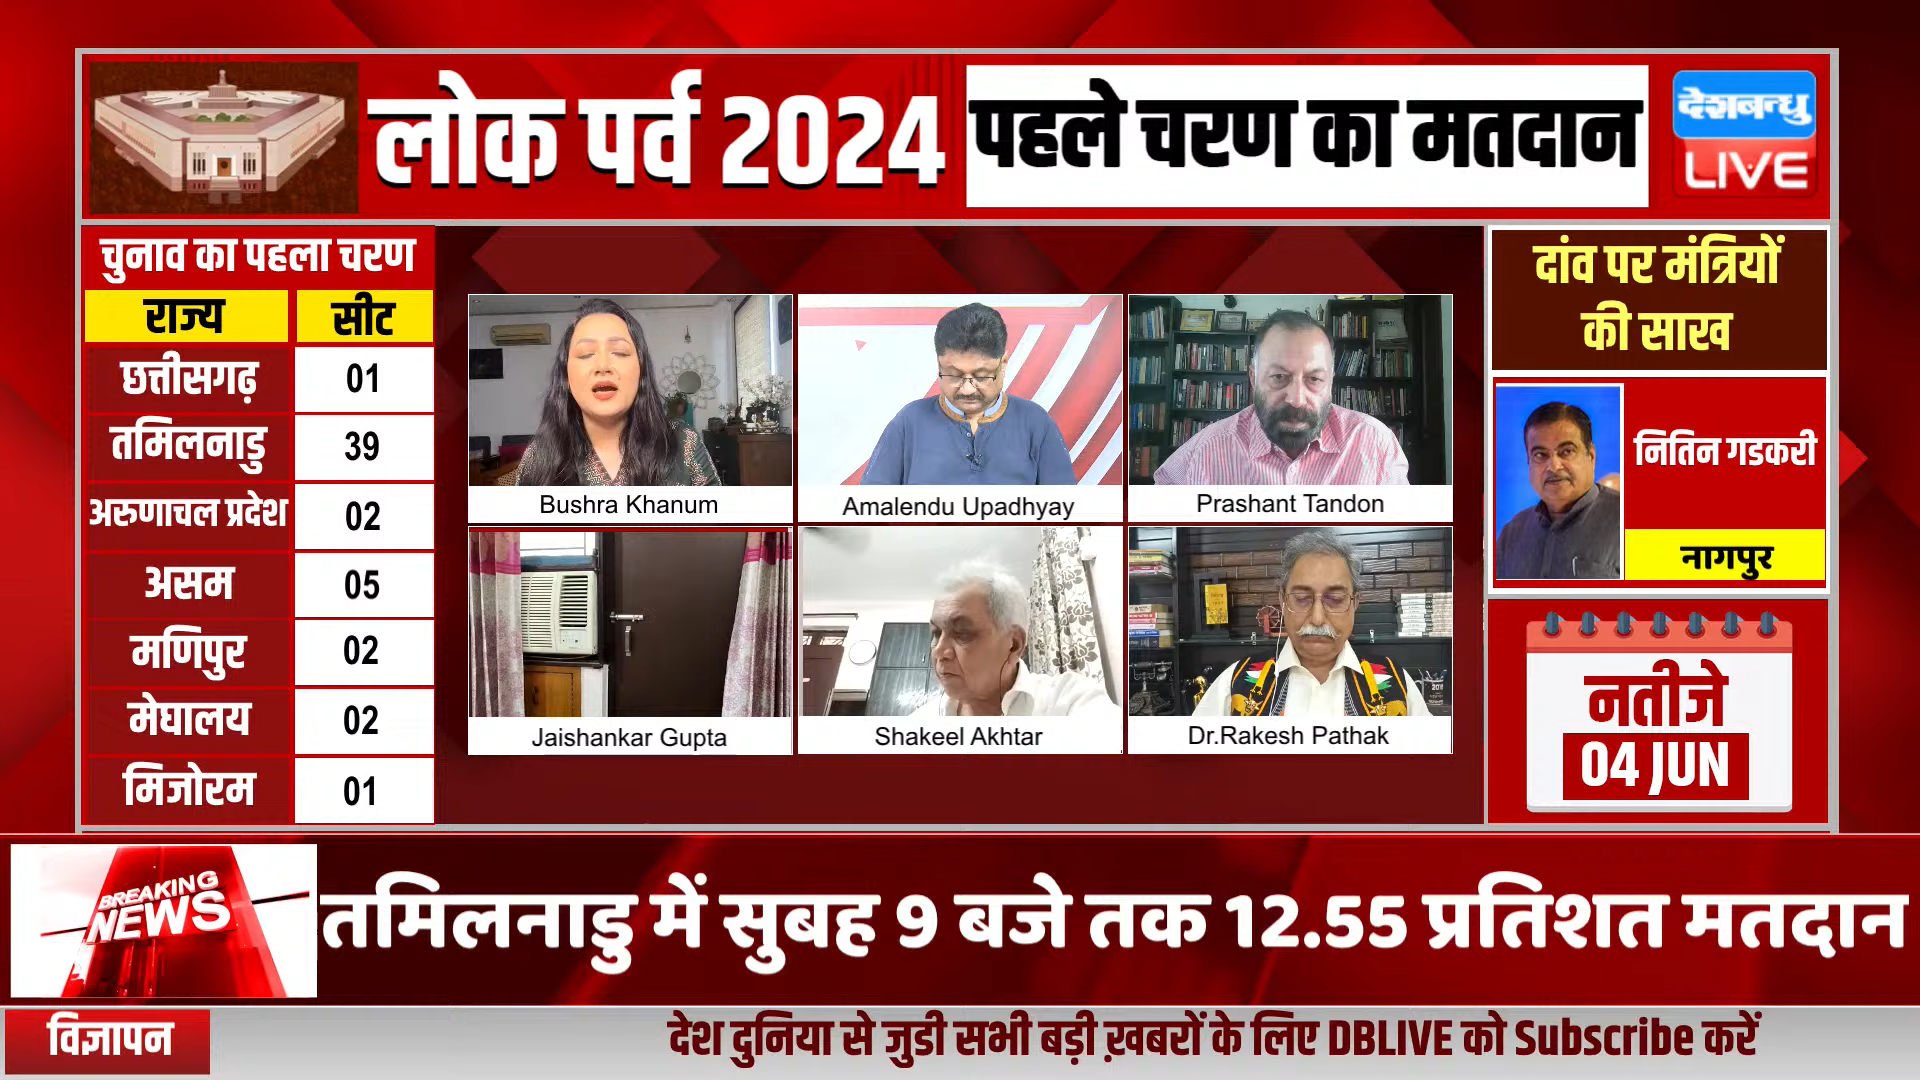 लोक पर्व 2024
पहले चरण का मतदान
देशबन्धु
LIVE
चुनाव का पहला चरण
राज्य सीट
छत्तीसगढ़ 01
तमिलनाडु 39
अरुणाचल प्रदेश 02
असम 05
मणिपुर 02
मेघालय 02
मिजोरम 01
Bushra Khanum
Amalendu Upadhyay
Prashant Tandon
Jaishankar Gupta
Shakeel Akhtar
Dr.Rakesh Pathak
दांव पर मंत्रियों
की साख
नितिन गडकरी
नागपुर
नतीजे
04 JUN
BREAKING
NEWS
तमिलनाडु में सुबह 9 बजे तक 12.55 प्रतिशत मतदान
विज्ञापन
देश दुनिया से जुडी सभी बड़ी ख़बरों के लिए DBLIVE को Subscribe करें